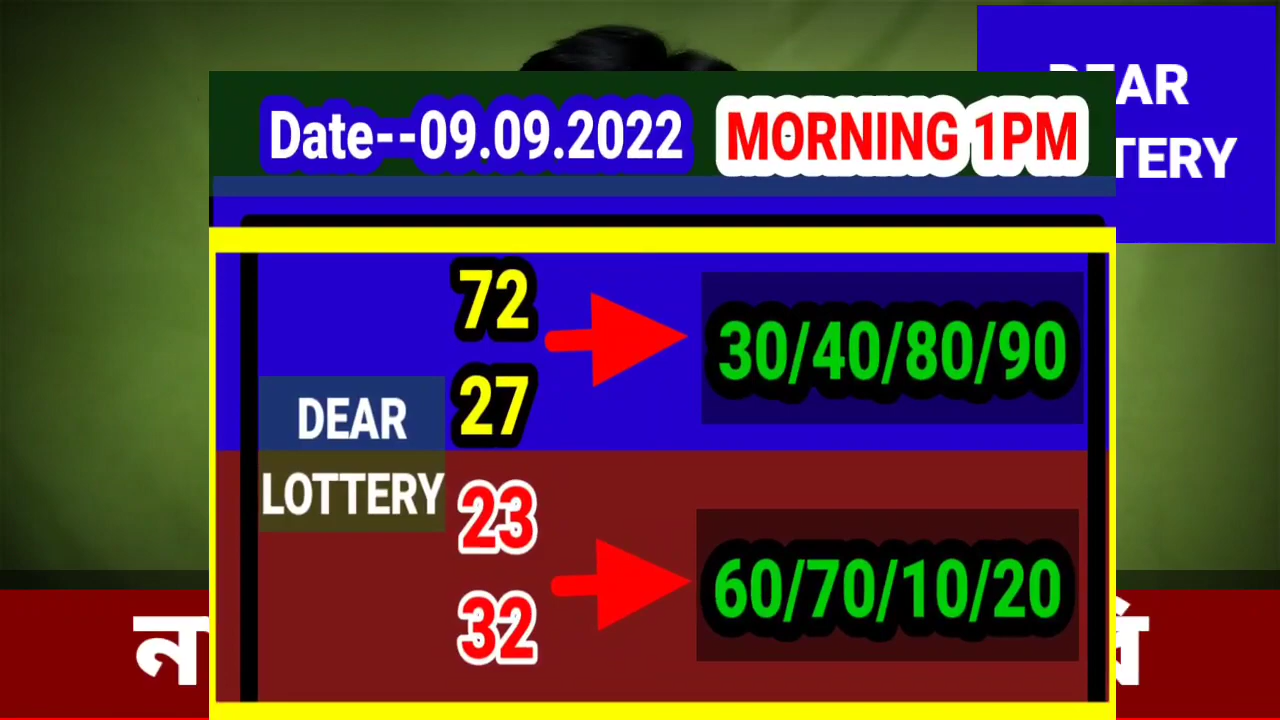 Date--09.09.2022 MORNING 1PM
72
27
30/40/80/90
DEAR
LOTTERY
23
32
60/70/10/20